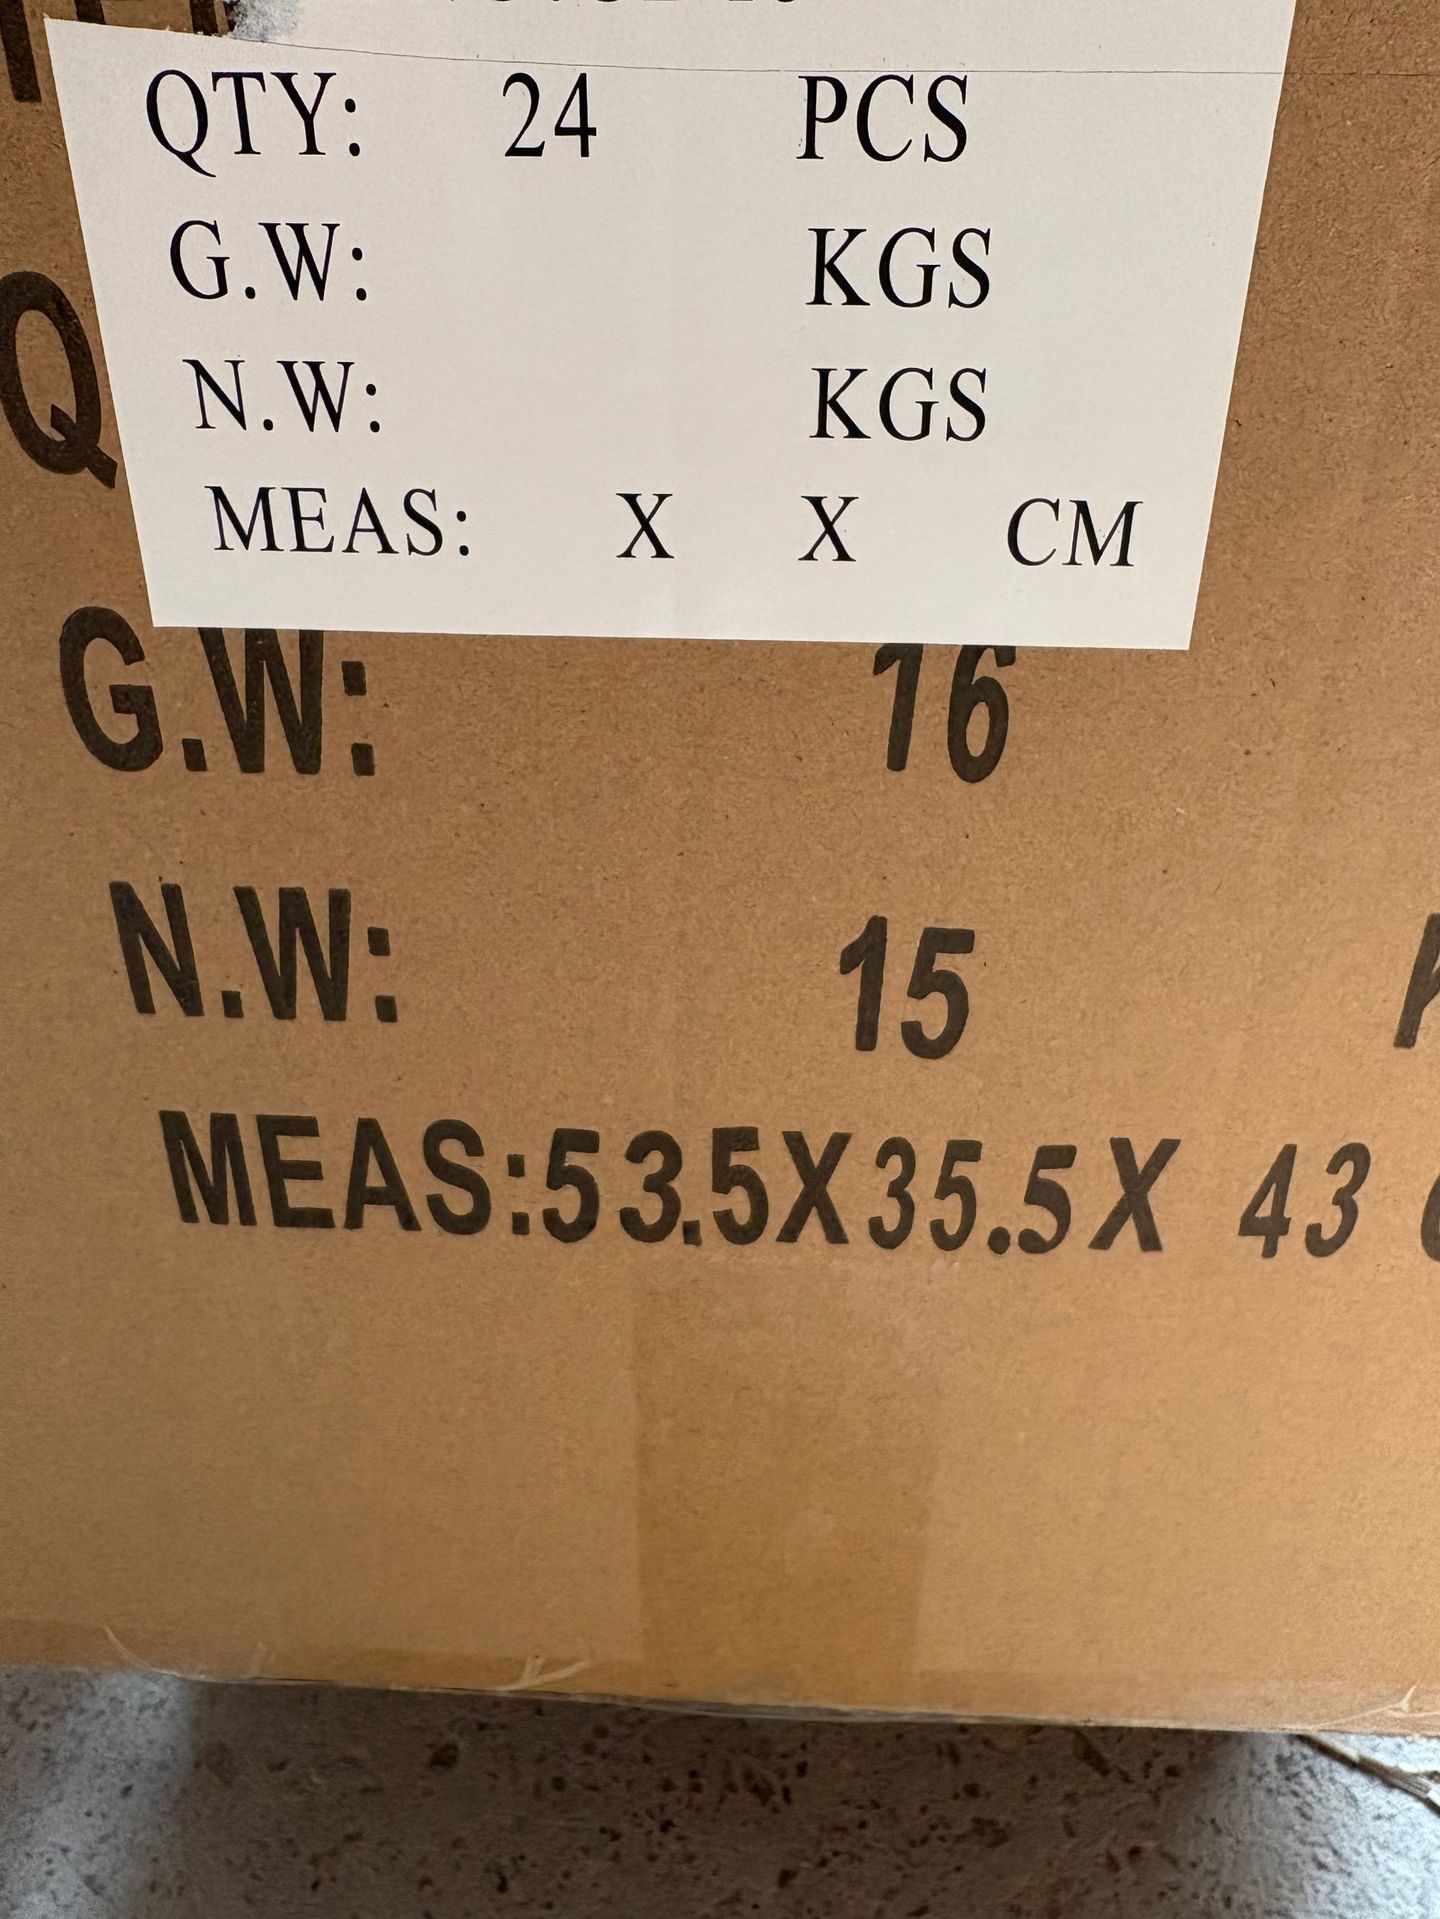 QTY: 24 PCS
G.W: KGS
N.W: KGS
MEAS: X X CM
Q
G.W: 16
N.W: 15
MEAS:53.5X35.5X 43